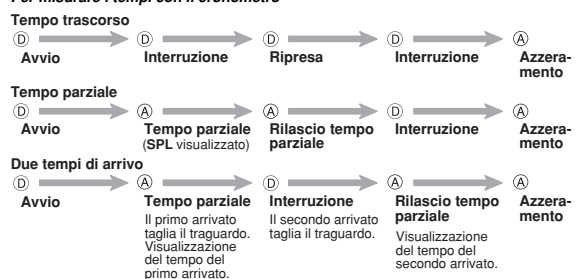 Per misurare i tempi con il cronometro
Tempo trascorso
D D D D A
Avvio Interruzione Ripresa Interruzione Azzera-
mento
Tempo parziale
D A A D A
Avvio Tempo parziale Rilascio tempo Interruzione Azzera-
(SPL visualizzato) parziale mento
Due tempi di arrivo
D A D A A
Avvio Tempo parziale Interruzione Rilascio tempo Azzera-
parziale mento
Il primo arrivato Il secondo arrivato
taglia il traguardo. taglia il traguardo. Visualizzazione
Visualizzazione del tempo del
del tempo del secondo arrivato.
primo arrivato.